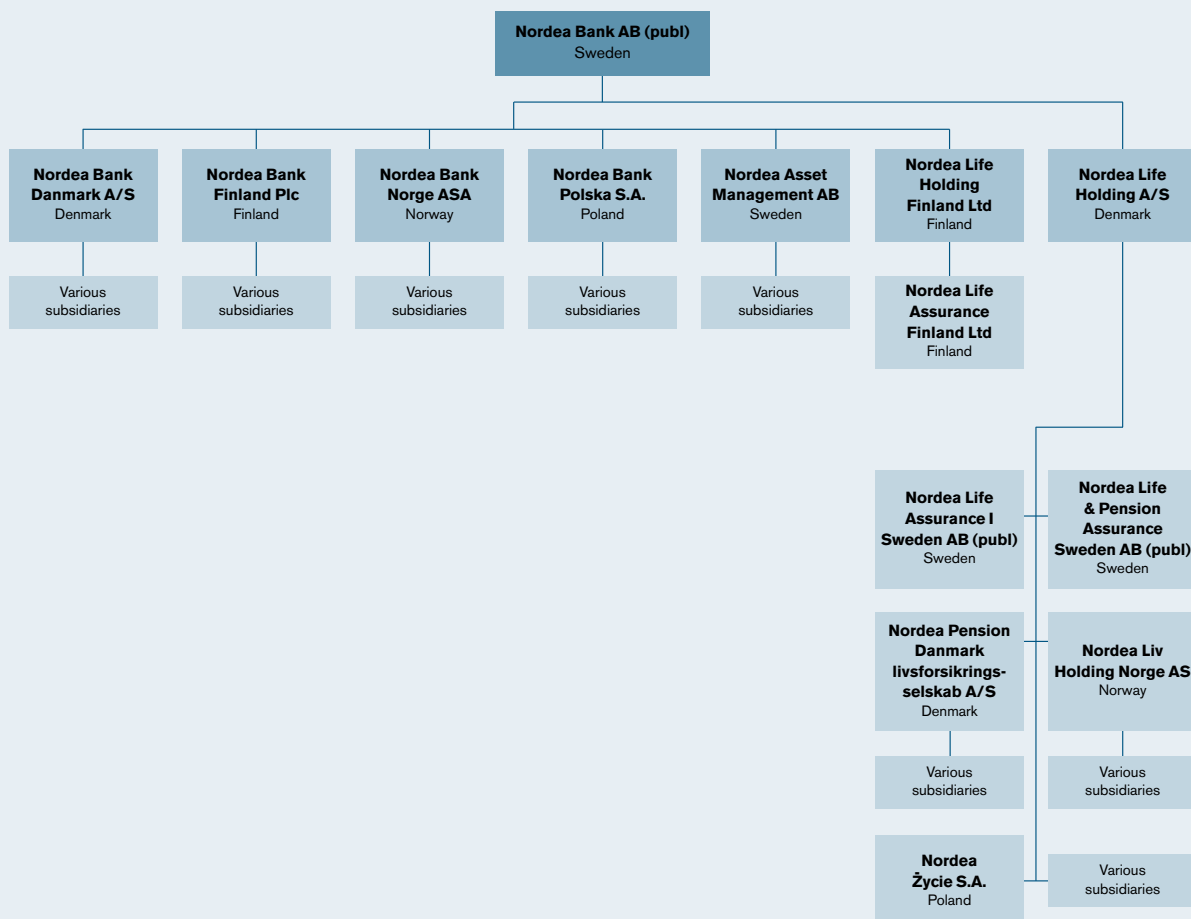 Nordea Bank AB (publ)
Sweden
Nordea Bank
Danmark A/S
Denmark
Nordea Bank
Finland Plc
Finland
Nordea Bank
Norge ASA
Norway
Nordea Bank
Polska S.A.
Poland
Nordea Asset
Management AB
Sweden
Nordea Life
Holding
Finland Ltd
Finland
Nordea Life
Holding A/S
Denmark
Various
subsidiaries
Various
subsidiaries
Various
subsidiaries
Various
subsidiaries
Various
subsidiaries
Nordea Life
Assurance
Finland Ltd
Finland
Nordea Life
Assurance I
Sweden AB (publ)
Sweden
Nordea Life
& Pension
Assurance
Sweden AB (publ)
Sweden
Nordea Pension
Danmark
livsforsikrings-
selskab A/S
Denmark
Nordea Liv
Holding Norge AS
Norway
Various
subsidiaries
Various
subsidiaries
Nordea
Życie S.A.
Poland
Various
subsidiaries